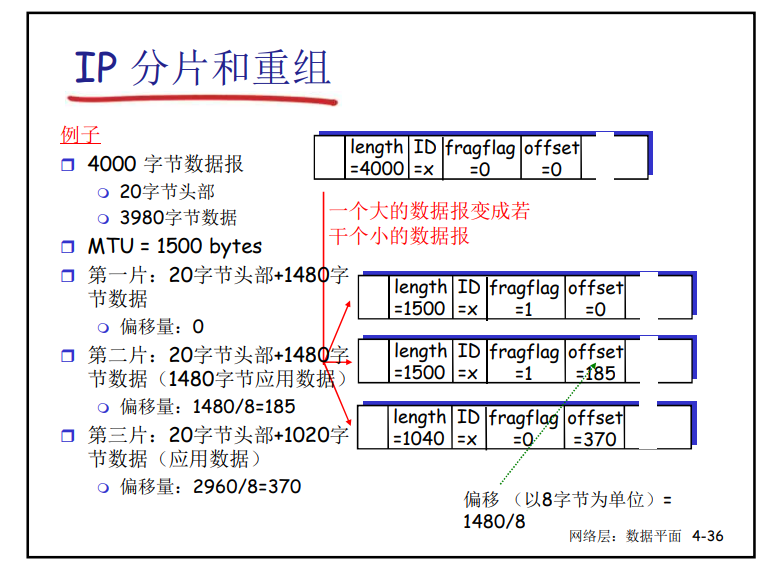 IP 分片和重组
例子
4000 字节数据报
20字节头部
3980字节数据
MTU = 1500 bytes
第一片：20字节头部+1480字
节数据
偏移量：0
第二片：20字节头部+1480字
节数据（1480字节应用数据）
偏移量：1480/8=185
第三片：20字节头部+1020字
节数据（应用数据）
偏移量：2960/8=370
length ID fragflag offset
=4000 =x =0 =0
一个大的数据报变成若
干个小的数据报
length ID fragflag offset
=1500 =x =1 =0
length ID fragflag offset
=1500 =x =1 =185
length ID fragflag offset
=1040 =x =0 =370
偏移 （以8字节为单位）=
1480/8
网络层：数据平面 4-36